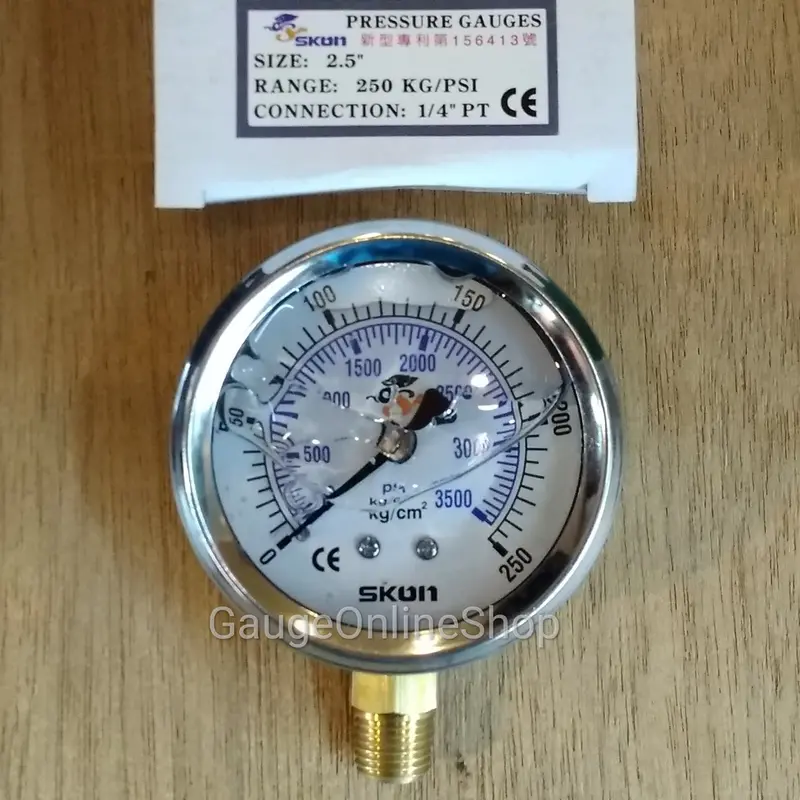 SKON PRESSURE GAUGES
新型專利第156413號
SIZE: 2.5"
RANGE: 250 KG/PSI
CONNECTION: 1/4" PT CE
100 150
1500 2000
50
500
3500
kg/cm²
0 CE 250
SKON
GaugeOnlineShop